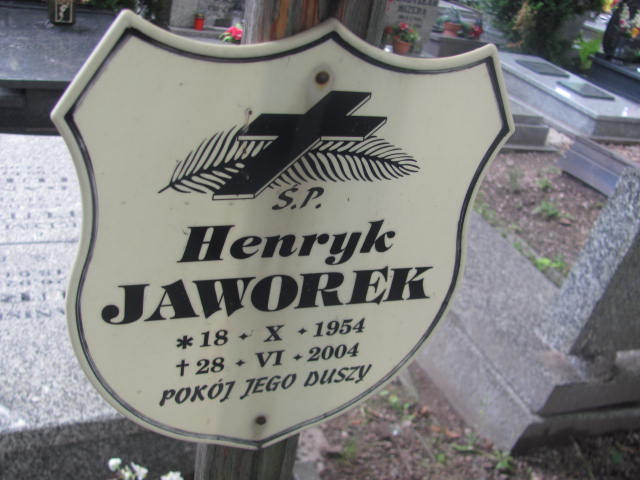 Ś.P.
Henryk
JAWOREK
* 18 • X • 1954
† 28 • VI • 2004
POKÓJ JEGO DUSZY